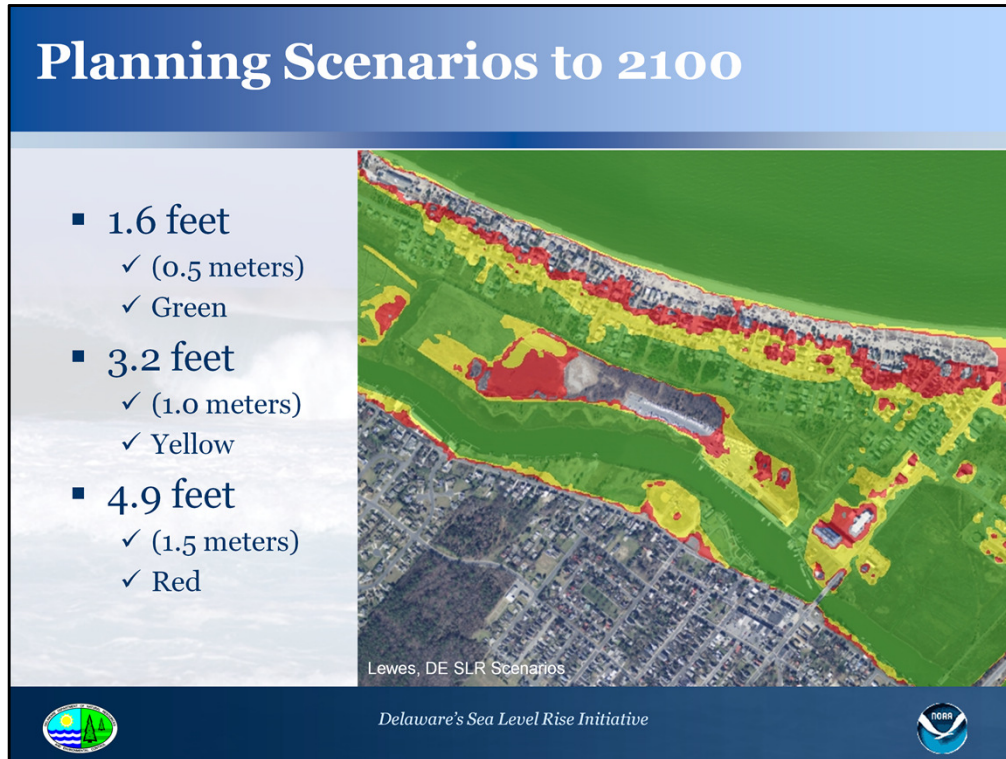 Planning Scenarios to 2100
▪ 1.6 feet
✓ (0.5 meters)
✓ Green
▪ 3.2 feet
✓ (1.0 meters)
✓ Yellow
▪ 4.9 feet
✓ (1.5 meters)
✓ Red
Lewes, DE SLR Scenarios
Delaware's Sea Level Rise Initiative
NOAA